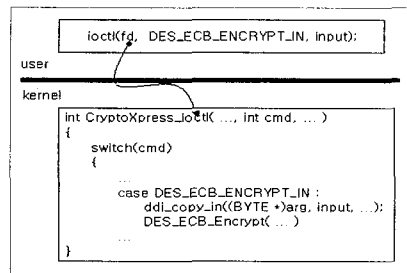 ioctl(fd, DES_ECB_ENCRYPT_IN, input);
user
kernel
int CryptoXpress_ioctl( ..., int cmd, ... )
{
switch(cmd)
{
...
case DES_ECB_ENCRYPT_IN :
ddi_copy_in((BYTE *)arg, input, ...);
DES_ECB_Encrypt( ... )
...
}